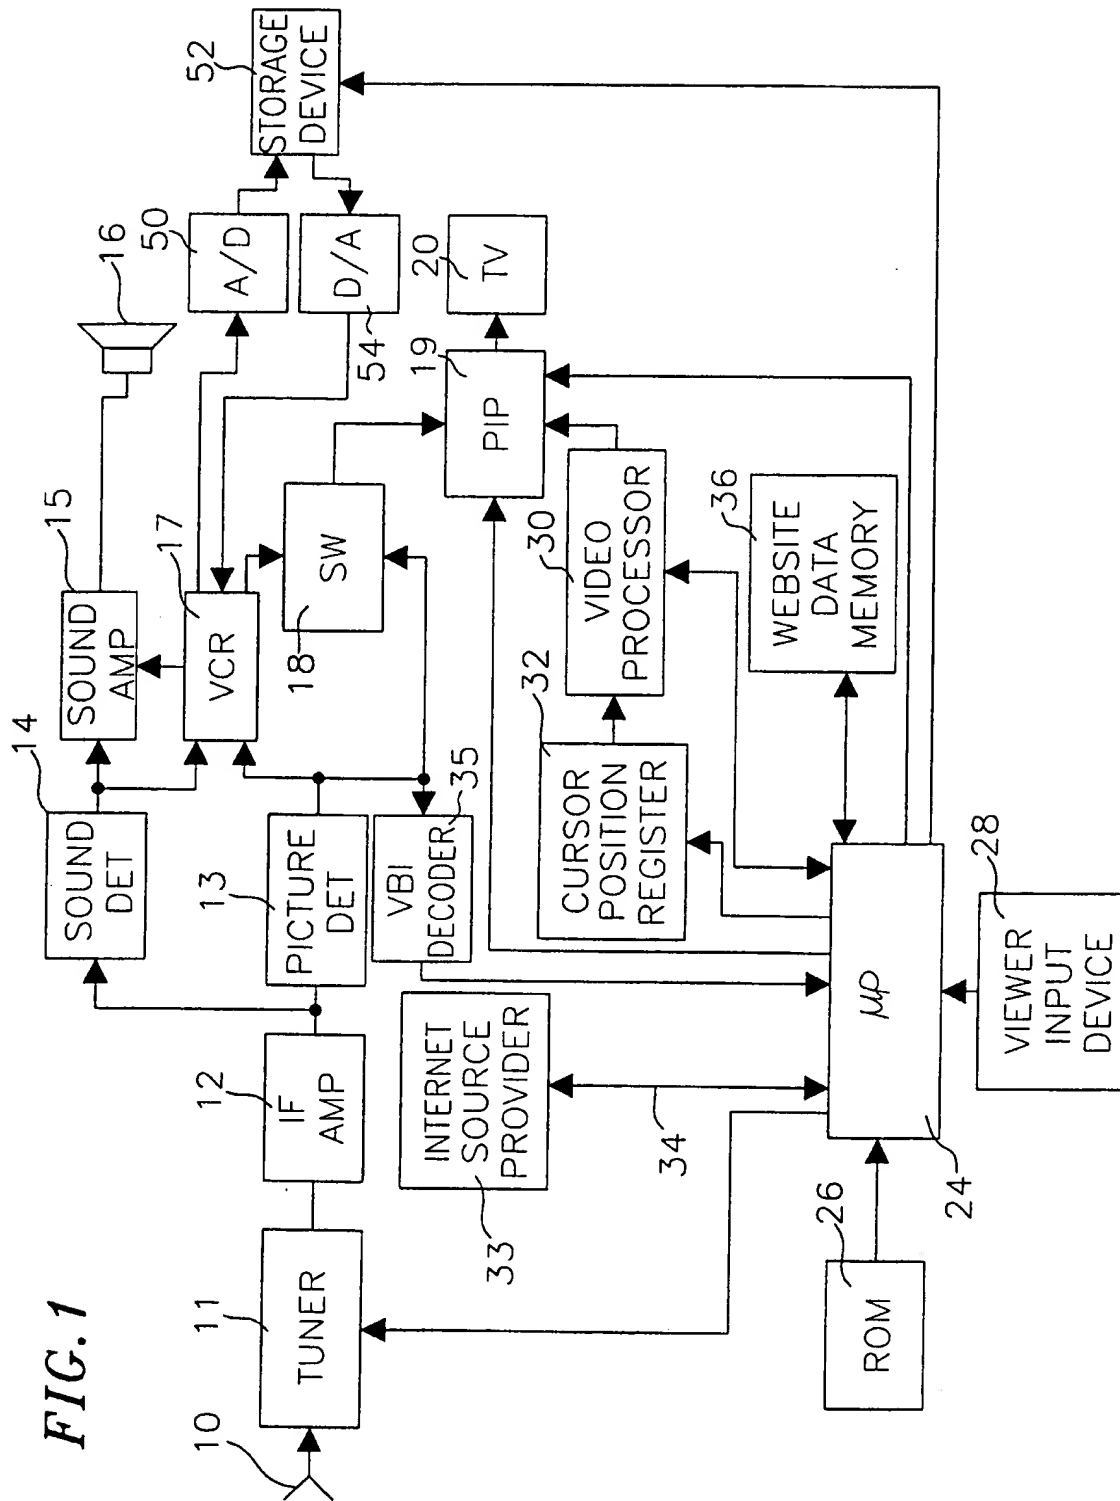 FIG. 1
10
11
TUNER
12
IF
AMP
13
PICTURE
DET
14
SOUND
DET
15
SOUND
AMP
16
17
VCR
18
SW
50
A/D
52
STORAGE
DEVICE
D/A
54
19
PIP
20
TV
VBI
DECODER
35
INTERNET
SOURCE
PROVIDER
33
34
32
CURSOR
POSITION
REGISTER
30
VIDEO
PROCESSOR
36
WEBSITE
DATA
MEMORY
26
ROM
µP
24
28
VIEWER
INPUT
DEVICE